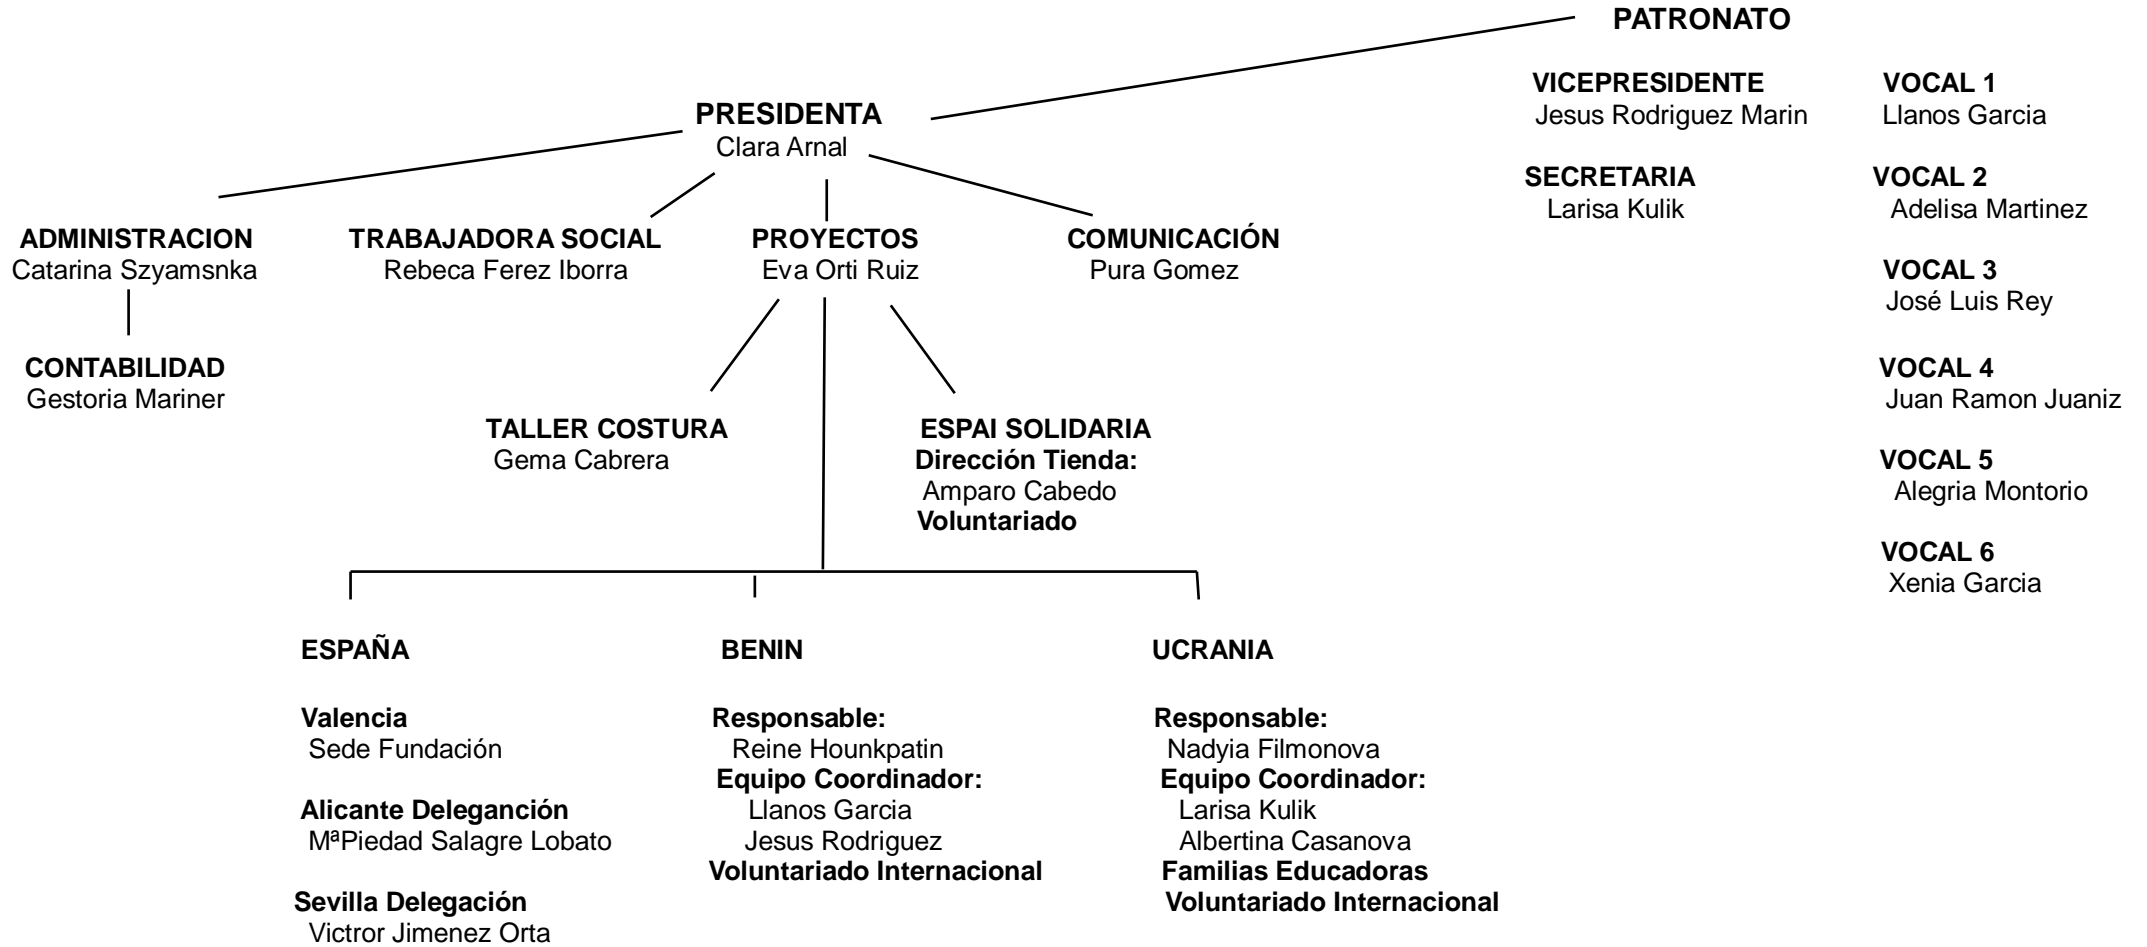 PATRONATO
VICEPRESIDENTE
Jesus Rodriguez Marin
SECRETARIA
Larisa Kulik
VOCAL 1
Llanos Garcia
VOCAL 2
Adelisa Martinez
VOCAL 3
José Luis Rey
VOCAL 4
Juan Ramon Juaniz
VOCAL 5
Alegria Montorio
VOCAL 6
Xenia Garcia
PRESIDENTA
Clara Arnal
ADMINISTRACION
Catarina Szyamsnka
CONTABILIDAD
Gestoria Mariner
TRABAJADORA SOCIAL
Rebeca Ferez Iborra
PROYECTOS
Eva Orti Ruiz
COMUNICACIÓN
Pura Gomez
TALLER COSTURA
Gema Cabrera
ESPAI SOLIDARIA
Dirección Tienda:
Amparo Cabedo
Voluntariado
ESPAÑA
Valencia
Sede Fundación
Alicante Deleganción
MªPiedad Salagre Lobato
Sevilla Delegación
Victror Jimenez Orta
BENIN
Responsable:
Reine Hounkpatin
Equipo Coordinador:
Llanos Garcia
Jesus Rodriguez
Voluntariado Internacional
UCRANIA
Responsable:
Nadyia Filmonova
Equipo Coordinador:
Larisa Kulik
Albertina Casanova
Familias Educadoras
Voluntariado Internacional